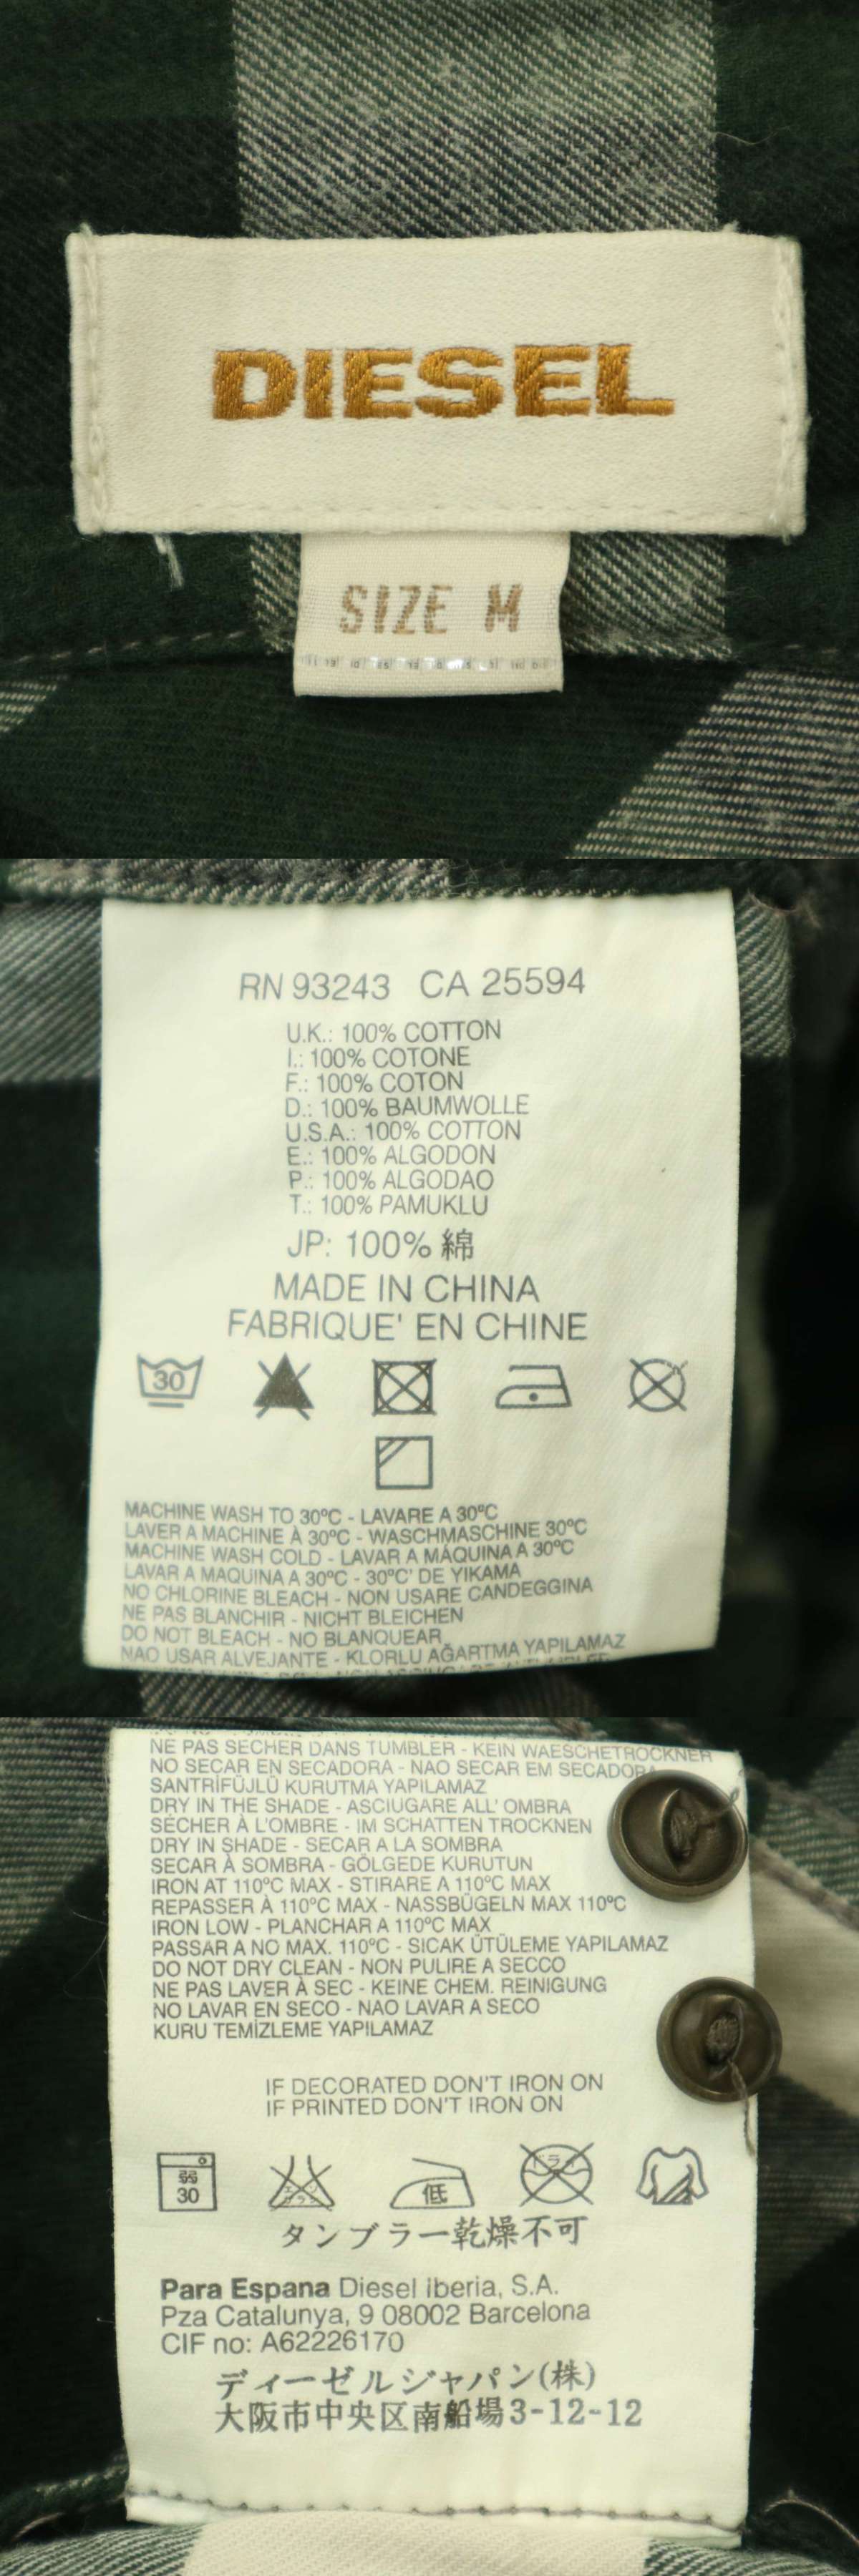 DIESEL
SIZE M
RN 93243 CA 25594
U.K.: 100% COTTON
I.: 100% COTONE
F.: 100% COTON
D.: 100% BAUMWOLLE
U.S.A.: 100% COTTON
E.: 100% ALGODON
P.: 100% ALGODAO
T.: 100% PAMUKLU
JP: 100% 綿
MADE IN CHINA
FABRIQUE' EN CHINE
30
MACHINE WASH TO 30ºC - LAVARE A 30ºC
LAVER A MACHINE À 30ºC - WASCHMASCHINE 30ºC
MACHINE WASH COLD - LAVAR A MÁQUINA A 30ºC
LAVAR A MAQUINA A 30ºC - 30ºC' DE YIKAMA
NO CHLORINE BLEACH - NON USARE CANDEGGINA
NE PAS BLANCHIR - NICHT BLEICHEN
DO NOT BLEACH - NO BLANQUEAR
NAO USAR ALVEJANTE - KLORLU AĞARTMA YAPILAMAZ
NE PAS SECHER DANS TUMBLER - KEIN WAESCHETROCKNER
NO SECAR EN SECADORA - NAO SECAR EM SECADORA
SANTRİFÜJLÜ KURUTMA YAPILAMAZ
DRY IN THE SHADE - ASCIUGARE ALL' OMBRA
SÉCHER À L'OMBRE - IM SCHATTEN TROCKNEN
DRY IN SHADE - SECAR A LA SOMBRA
SECAR À SOMBRA - GÖLGEDE KURUTUN
IRON AT 110ºC MAX - STIRARE A 110ºC MAX
REPASSER À 110ºC MAX - NASSBÜGELN MAX 110ºC
IRON LOW - PLANCHAR A 110ºC MAX
PASSAR A NO MAX. 110ºC - SICAK ÜTÜLEME YAPILAMAZ
DO NOT DRY CLEAN - NON PULIRE A SECCO
NE PAS LAVER À SEC - KEINE CHEM. REINIGUNG
NO LAVAR EN SECO - NAO LAVAR A SECO
KURU TEMİZLEME YAPILAMAZ
IF DECORATED DON'T IRON ON
IF PRINTED DON'T IRON ON
弱 30 エンソ サラシ 低 ドライ
タンブラー乾燥不可
Para Espana Diesel Iberia, S.A.
Pza Catalunya, 9 08002 Barcelona
CIF no: A62226170
ディーゼルジャパン(株)
大阪市中央区南船場3-12-12